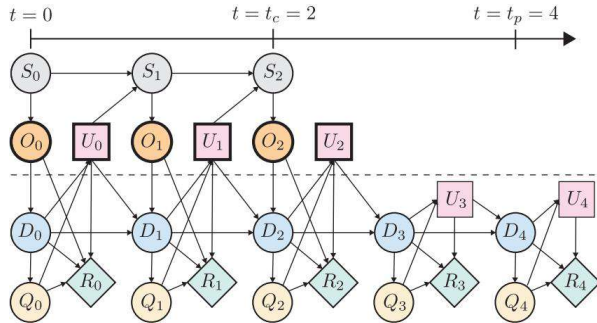 t = 0 t = t_c = 2 t = t_p = 4
S_0 S_1 S_2
O_0 U_0 O_1 U_1 O_2 U_2
U_3 U_4
D_0 D_1 D_2 D_3 D_4
R_0 R_1 R_2 R_3 R_4
Q_0 Q_1 Q_2 Q_3 Q_4